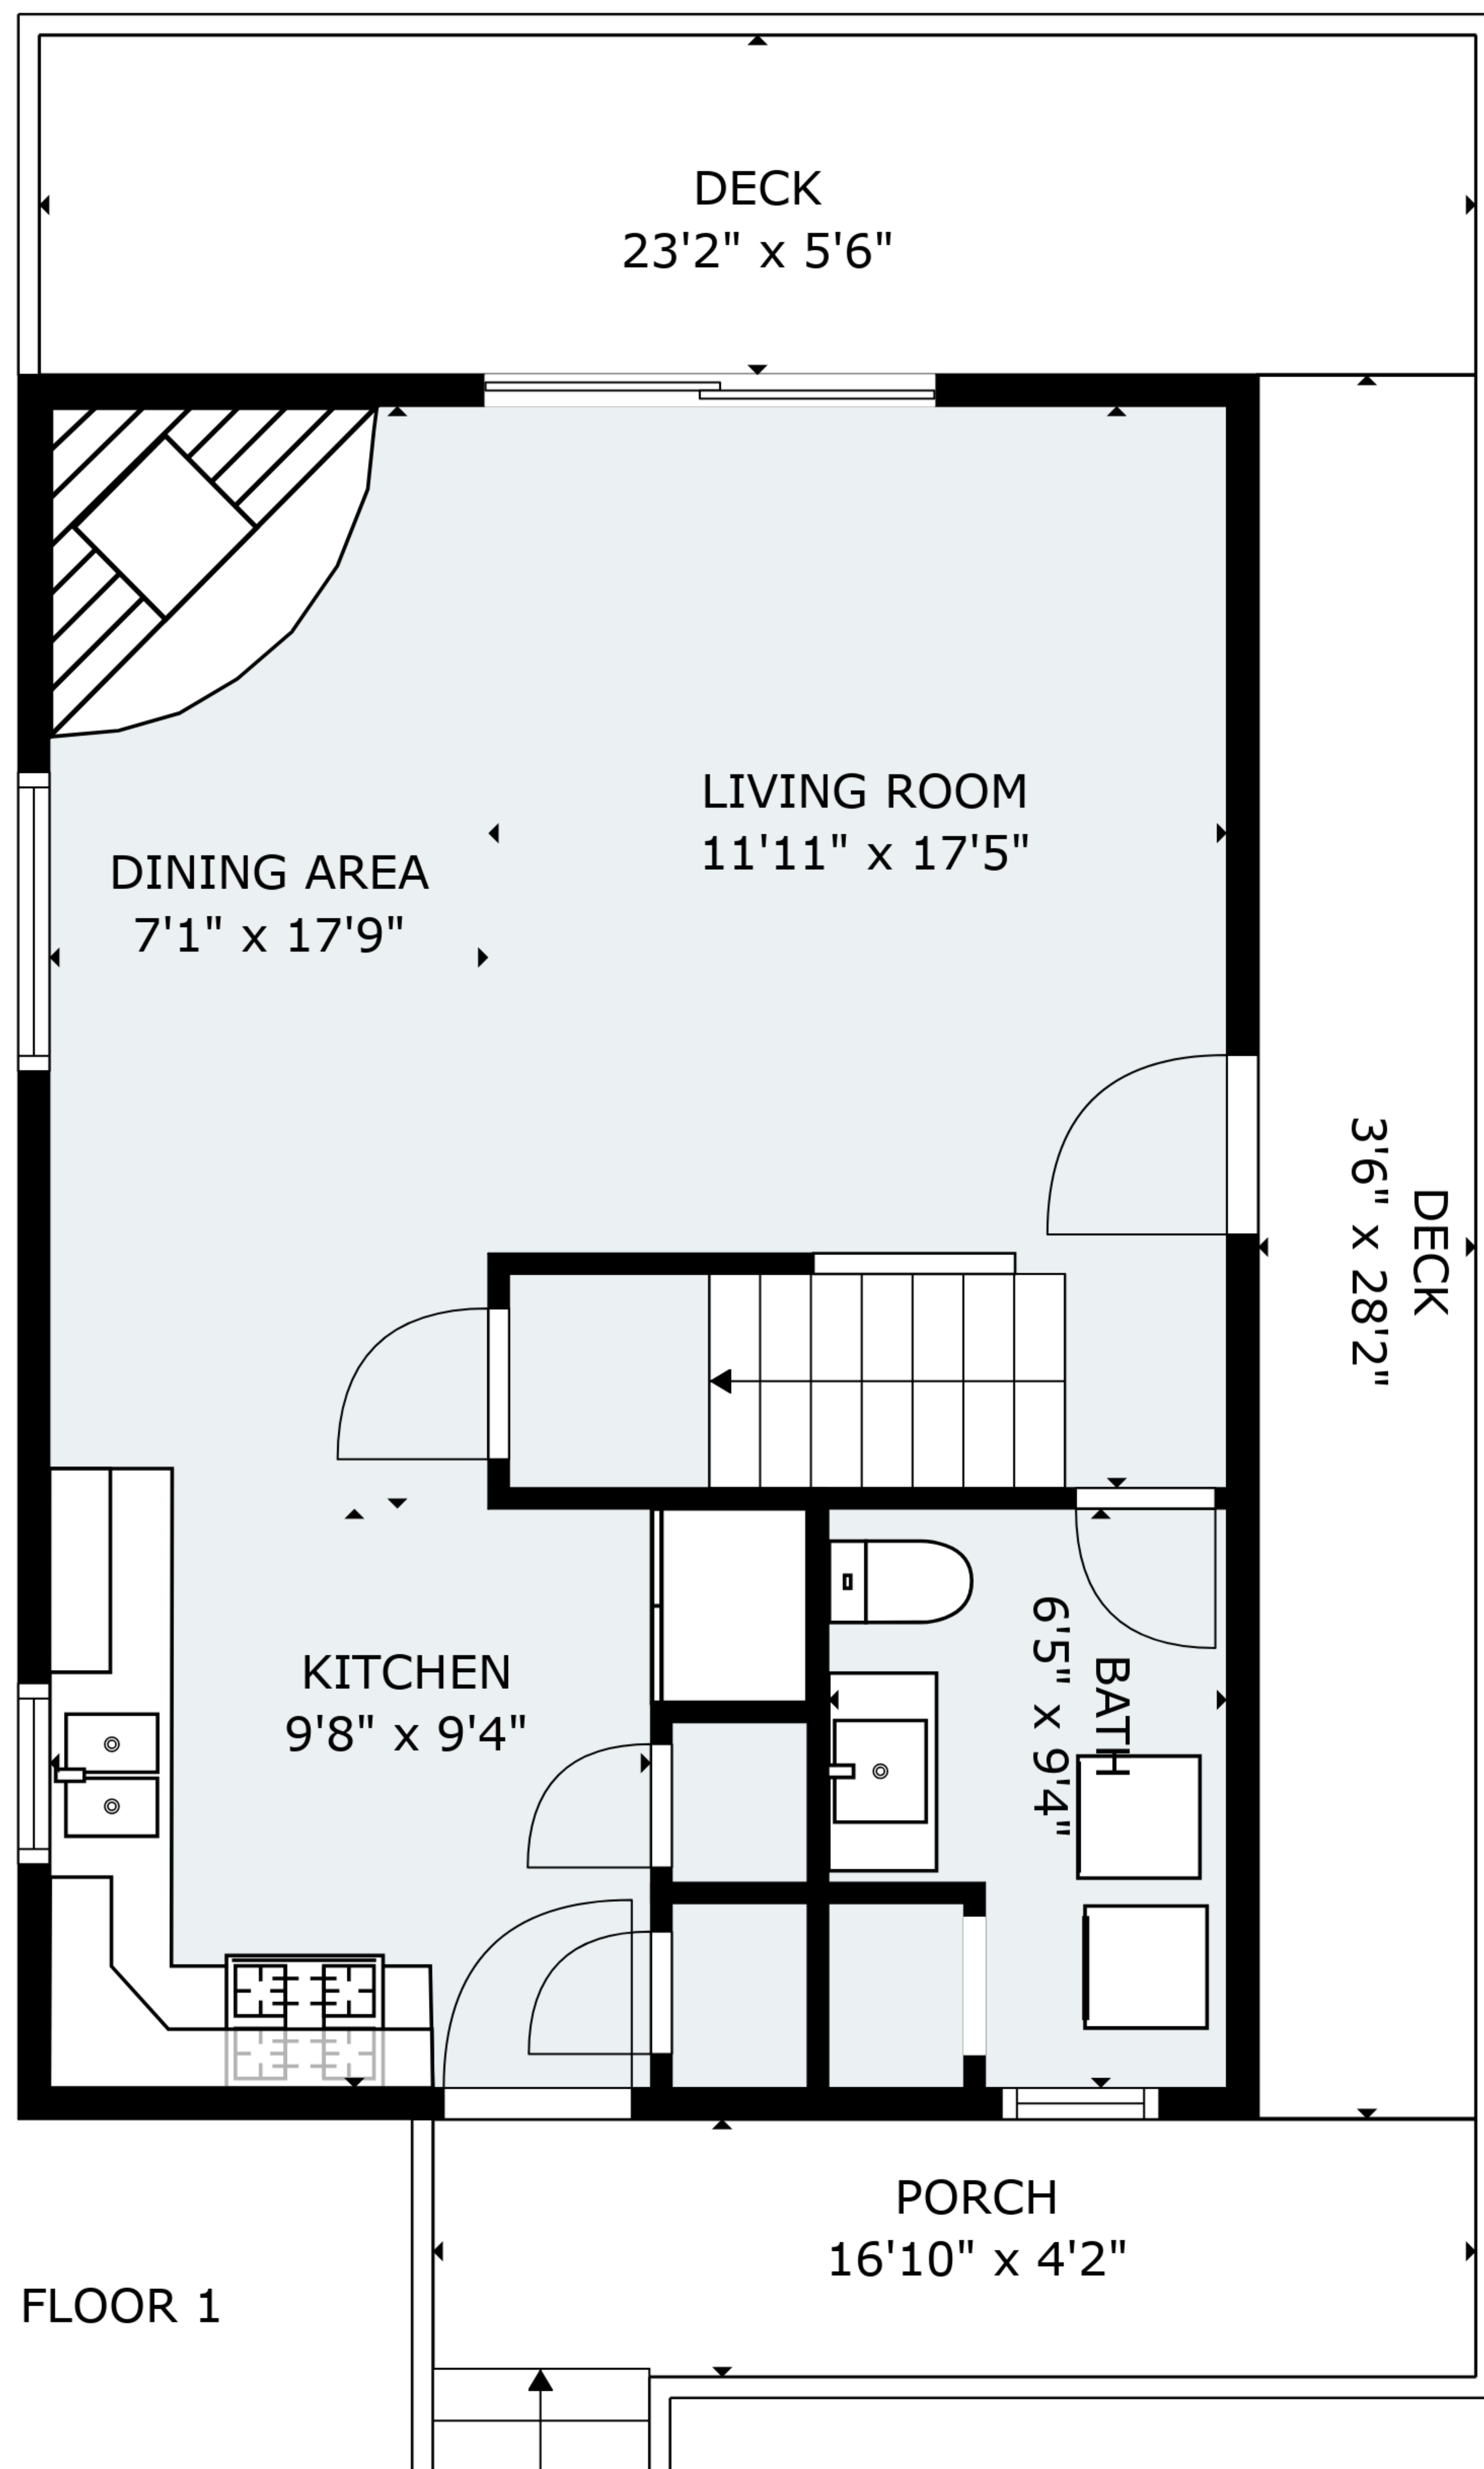 DECK
23'2" x 5'6"
LIVING ROOM
11'11" x 17'5"
DINING AREA
7'1" x 17'9"
DECK
3'6" x 28'2"
KITCHEN
9'8" x 9'4"
BATH
6'5" x 9'4"
PORCH
16'10" x 4'2"
FLOOR 1